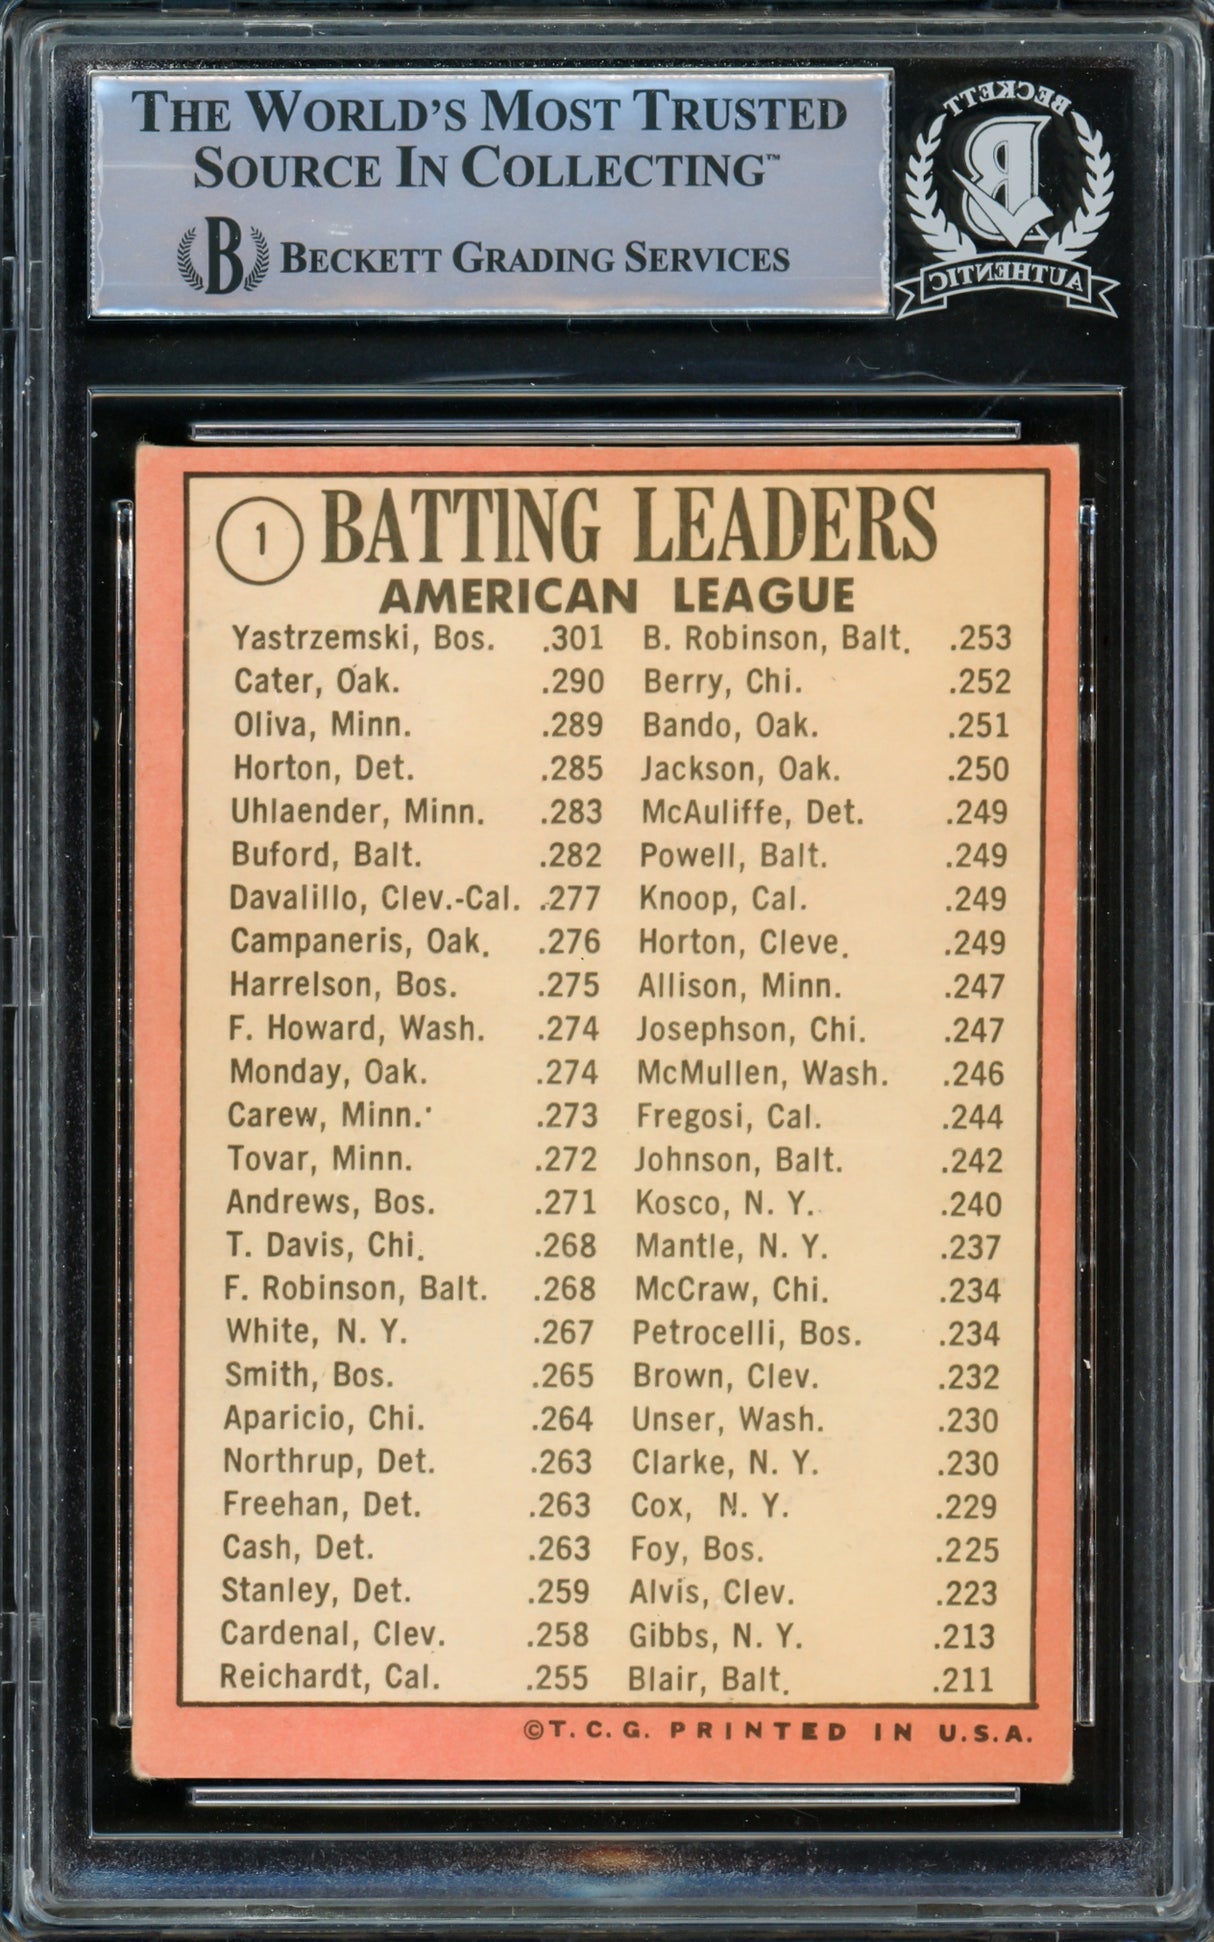 THE WORLD'S MOST TRUSTED
SOURCE IN COLLECTING™
B BECKETT GRADING SERVICES
BECKETT
B
AUTHENTIC
1 BATTING LEADERS
AMERICAN LEAGUE
Yastrzemski, Bos. .301
Cater, Oak. .290
Oliva, Minn. .289
Horton, Det. .285
Uhlaender, Minn. .283
Buford, Balt. .282
Davalillo, Clev.-Cal. .277
Campaneris, Oak. .276
Harrelson, Bos. .275
F. Howard, Wash. .274
Monday, Oak. .274
Carew, Minn. .273
Tovar, Minn. .272
Andrews, Bos. .271
T. Davis, Chi. .268
F. Robinson, Balt. .268
White, N. Y. .267
Smith, Bos. .265
Aparicio, Chi. .264
Northrup, Det. .263
Freehan, Det. .263
Cash, Det. .263
Stanley, Det. .259
Cardenal, Clev. .258
Reichardt, Cal. .255
B. Robinson, Balt. .253
Berry, Chi. .252
Bando, Oak. .251
Jackson, Oak. .250
McAuliffe, Det. .249
Powell, Balt. .249
Knoop, Cal. .249
Horton, Cleve. .249
Allison, Minn. .247
Josephson, Chi. .247
McMullen, Wash. .246
Fregosi, Cal. .244
Johnson, Balt. .242
Kosco, N. Y. .240
Mantle, N. Y. .237
McCraw, Chi. .234
Petrocelli, Bos. .234
Brown, Clev. .232
Unser, Wash. .230
Clarke, N. Y. .230
Cox, N. Y. .229
Foy, Bos. .225
Alvis, Clev. .223
Gibbs, N. Y. .213
Blair, Balt. .211
©T. C. G. PRINTED IN U.S.A.